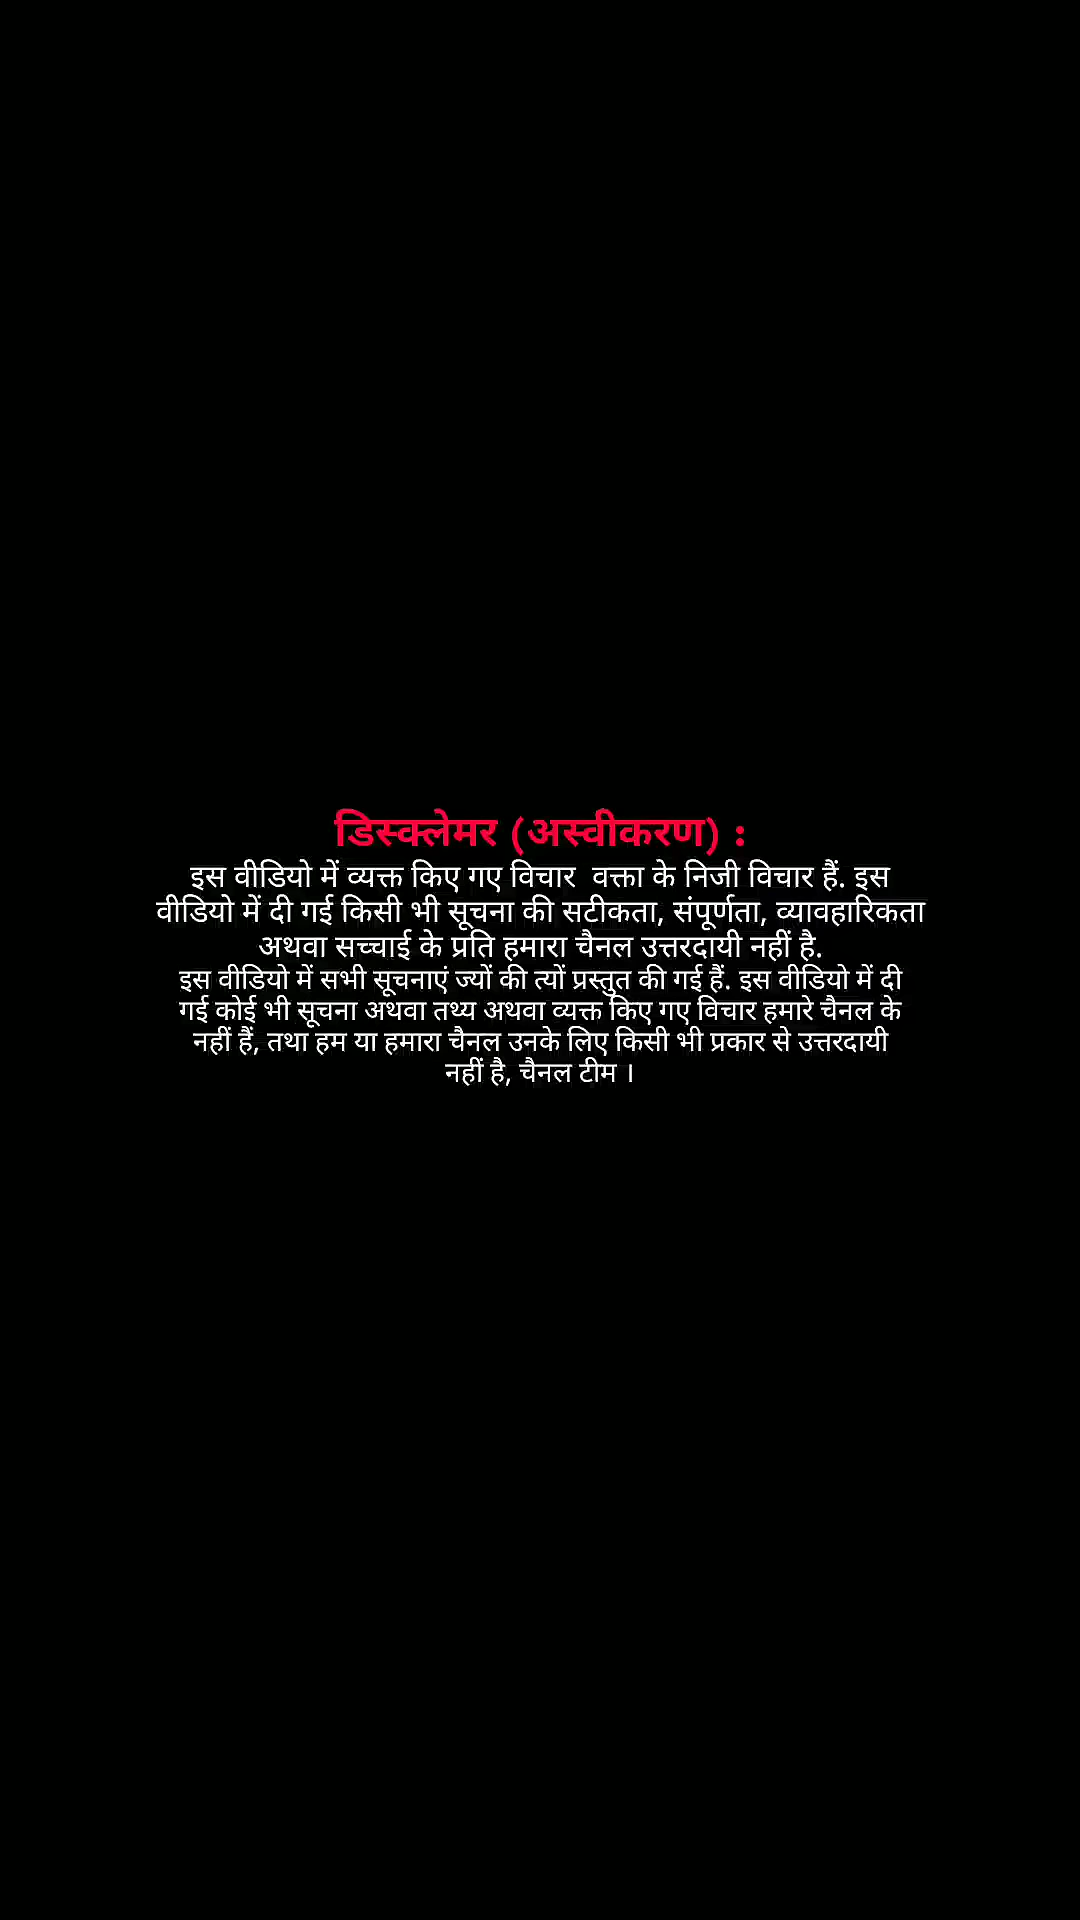 डिस्क्लेमर (अस्वीकरण) :
इस वीडियो में व्यक्त किए गए विचार  वक्ता के निजी विचार हैं. इस
वीडियो में दी गई किसी भी सूचना की सटीकता, संपूर्णता, व्यावहारिकता
अथवा सच्चाई के प्रति हमारा चैनल उत्तरदायी नहीं है.
इस वीडियो में सभी सूचनाएं ज्यों की त्यों प्रस्तुत की गई हैं. इस वीडियो में दी
गई कोई भी सूचना अथवा तथ्य अथवा व्यक्त किए गए विचार हमारे चैनल के
नहीं हैं, तथा हम या हमारा चैनल उनके लिए किसी भी प्रकार से उत्तरदायी
नहीं है, चैनल टीम ।